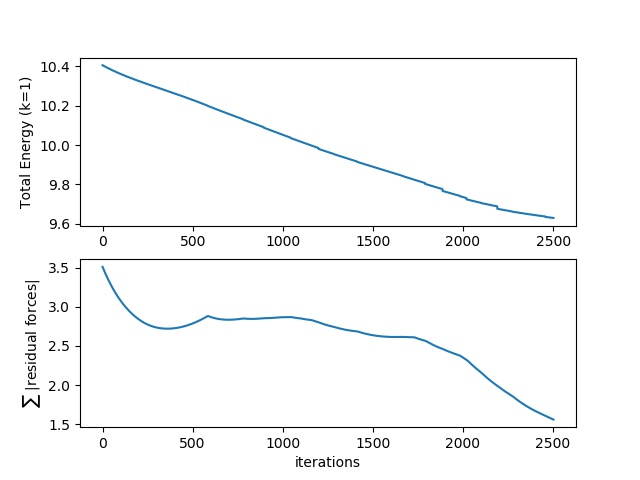 Total Energy (k=1)
10.4
10.2
10.0
9.8
9.6
0 500 1000 1500 2000 2500
∑ |residual forces|
3.5
3.0
2.5
2.0
1.5
0 500 1000 1500 2000 2500
iterations